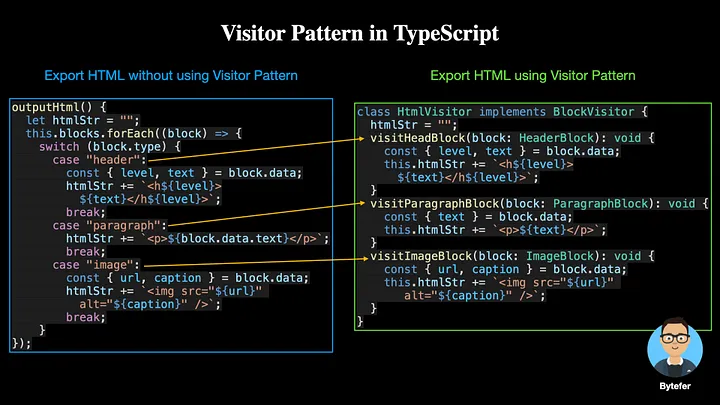 Visitor Pattern in TypeScript
Export HTML without using Visitor Pattern
outputHtml() {
let htmlStr = "";
this.blocks.forEach((block) => {
switch (block.type) {
case "header":
const { level, text } = block.data;
htmlStr += `<h${level}>
${text}</h${level}>`;
break;
case "paragraph":
htmlStr += `<p>${block.data.text}</p>`;
break;
case "image":
const { url, caption } = block.data;
htmlStr += `<img src="${url}"
alt="${caption}" />`;
break;
}
});
Export HTML using Visitor Pattern
class HtmlVisitor implements BlockVisitor {
htmlStr = "";
visitHeadBlock(block: HeaderBlock): void {
const { level, text } = block.data;
this.htmlStr += `<h${level}>
${text}</h${level}>`;
}
visitParagraphBlock(block: ParagraphBlock): void {
const { text } = block.data;
this.htmlStr += `<p>${text}</p>`;
}
visitImageBlock(block: ImageBlock): void {
const { url, caption } = block.data;
this.htmlStr += `<img src="${url}"
alt="${caption}" />`;
}
}
Bytefer